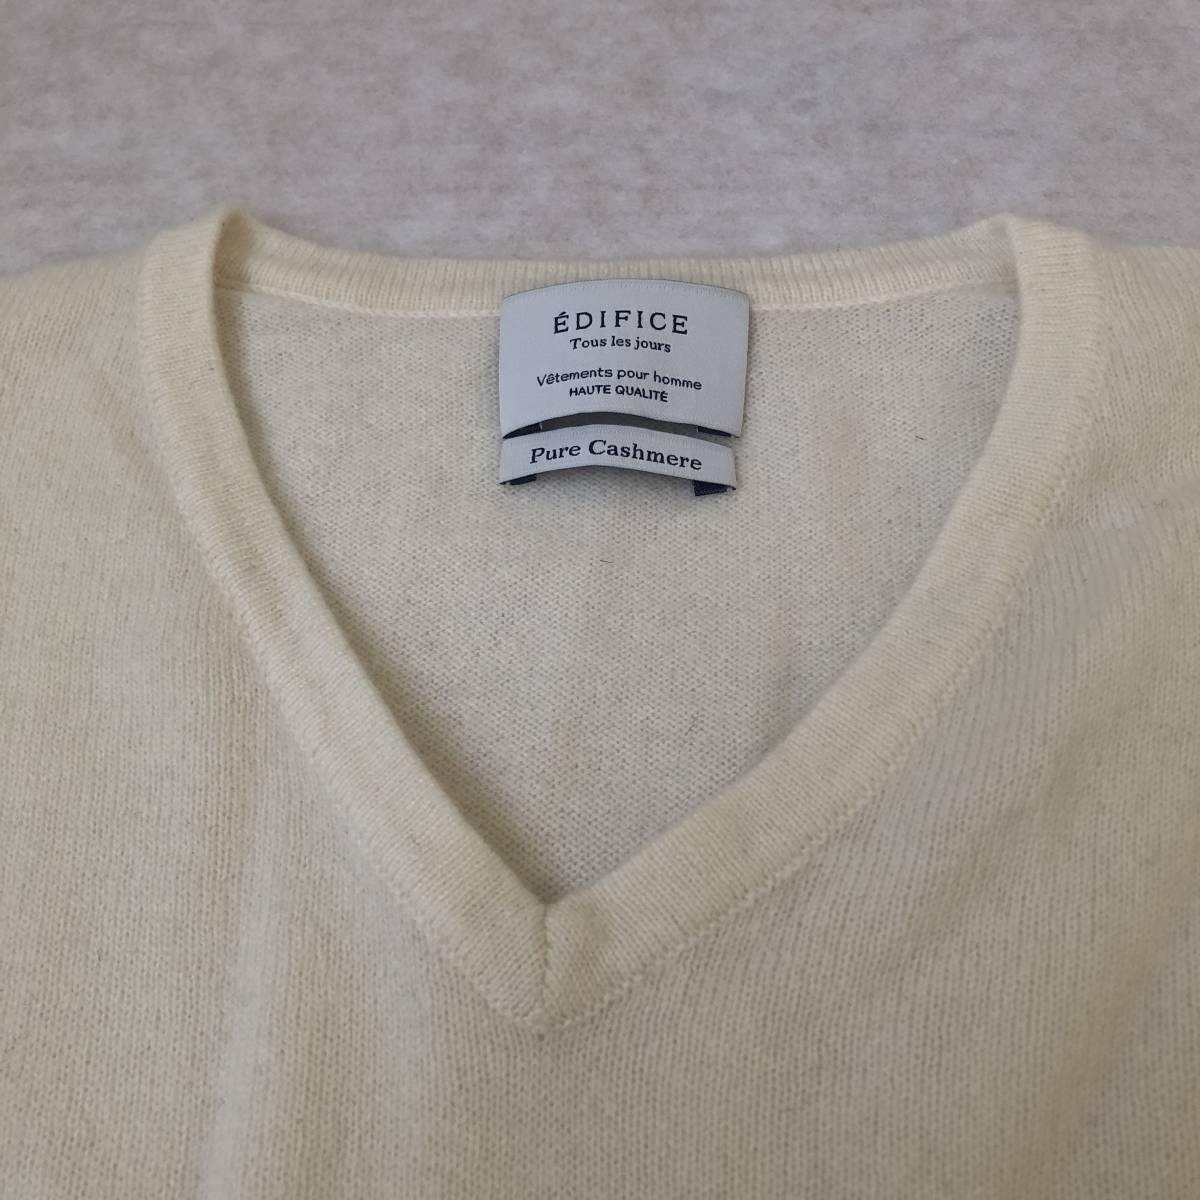 ÉDIFICE
Tous les jours
Vêtements pour homme
HAUTE QUALITÉ
Pure Cashmere